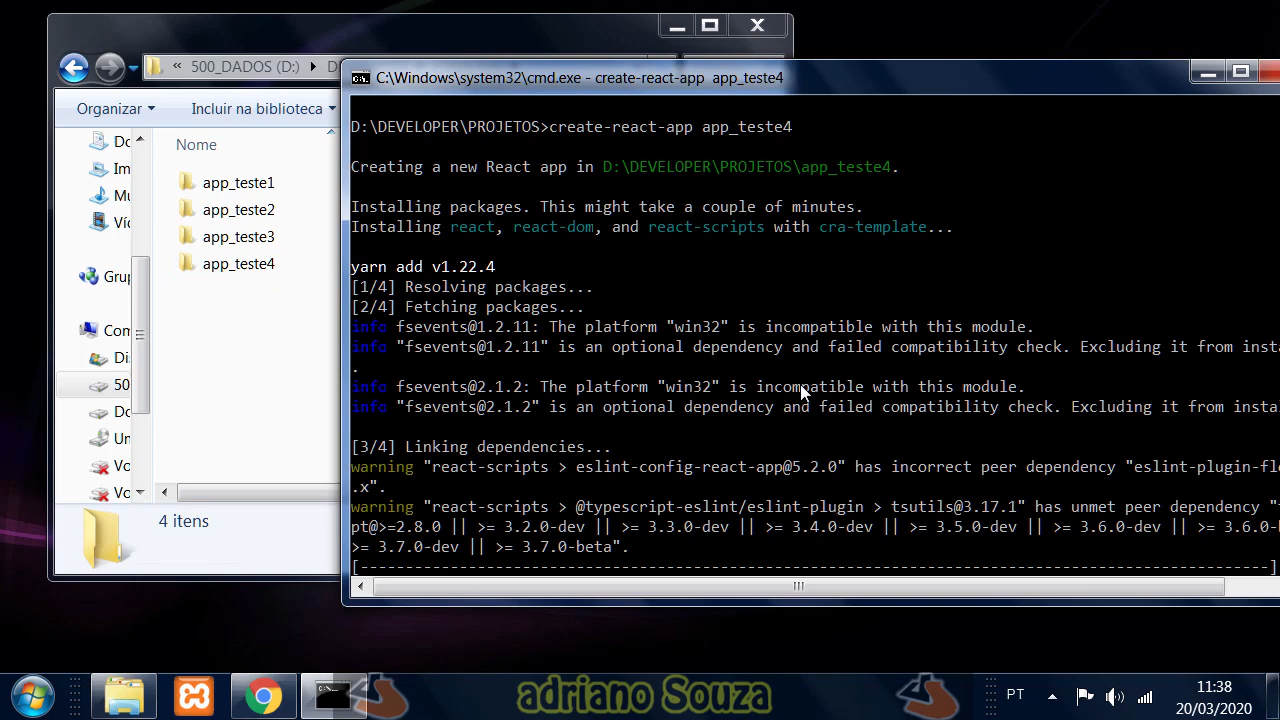 500_DADOS (D:)
Organizar
Incluir na biblioteca
Nome
app_teste1
app_teste2
app_teste3
app_teste4
4 itens
C:\Windows\system32\cmd.exe - create-react-app app_teste4
D:\DEVELOPER\PROJETOS>create-react-app app_teste4
Creating a new React app in D:\DEVELOPER\PROJETOS\app_teste4.
Installing packages. This might take a couple of minutes.
Installing react, react-dom, and react-scripts with cra-template...
yarn add v1.22.4
[1/4] Resolving packages...
[2/4] Fetching packages...
info fsevents@1.2.11: The platform "win32" is incompatible with this module.
info "fsevents@1.2.11" is an optional dependency and failed compatibility check. Excluding it from
.
info fsevents@2.1.2: The platform "win32" is incompatible with this module.
info "fsevents@2.1.2" is an optional dependency and failed compatibility check. Excluding it from
[3/4] Linking dependencies...
warning "react-scripts > eslint-config-react-app@5.2.0" has incorrect peer dependency "eslint-plugin-
.x".
warning "react-scripts > @typescript-eslint/eslint-plugin > tsutils@3.17.1" has unmet peer dependency "
pt@>=2.8.0 || >= 3.2.0-dev || >= 3.3.0-dev || >= 3.4.0-dev || >= 3.5.0-dev || >= 3.6.0-dev || >= 3.6.0-
>= 3.7.0-dev || >= 3.7.0-beta".
adriano Souza
PT
11:38
20/03/2020